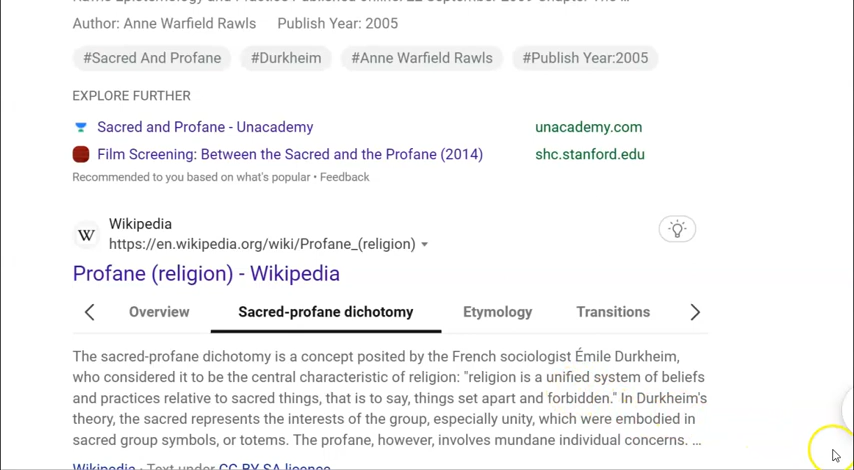 Author: Anne Warfield Rawls Publish Year: 2005
#Sacred And Profane #Durkheim #Anne Warfield Rawls #Publish Year:2005
EXPLORE FURTHER
Sacred and Profane - Unacademy unacademy.com
Film Screening: Between the Sacred and the Profane (2014) shc.stanford.edu
Recommended to you based on what's popular • Feedback
W
Wikipedia
https://en.wikipedia.org/wiki/Profane_(religion)
Profane (religion) - Wikipedia
Overview Sacred-profane dichotomy Etymology Transitions
The sacred-profane dichotomy is a concept posited by the French sociologist Émile Durkheim,
who considered it to be the central characteristic of religion: "religion is a unified system of beliefs
and practices relative to sacred things, that is to say, things set apart and forbidden." In Durkheim's
theory, the sacred represents the interests of the group, especially unity, which were embodied in
sacred group symbols, or totems. The profane, however, involves mundane individual concerns. ...
Wikipedia - Text under CC BY-SA licence